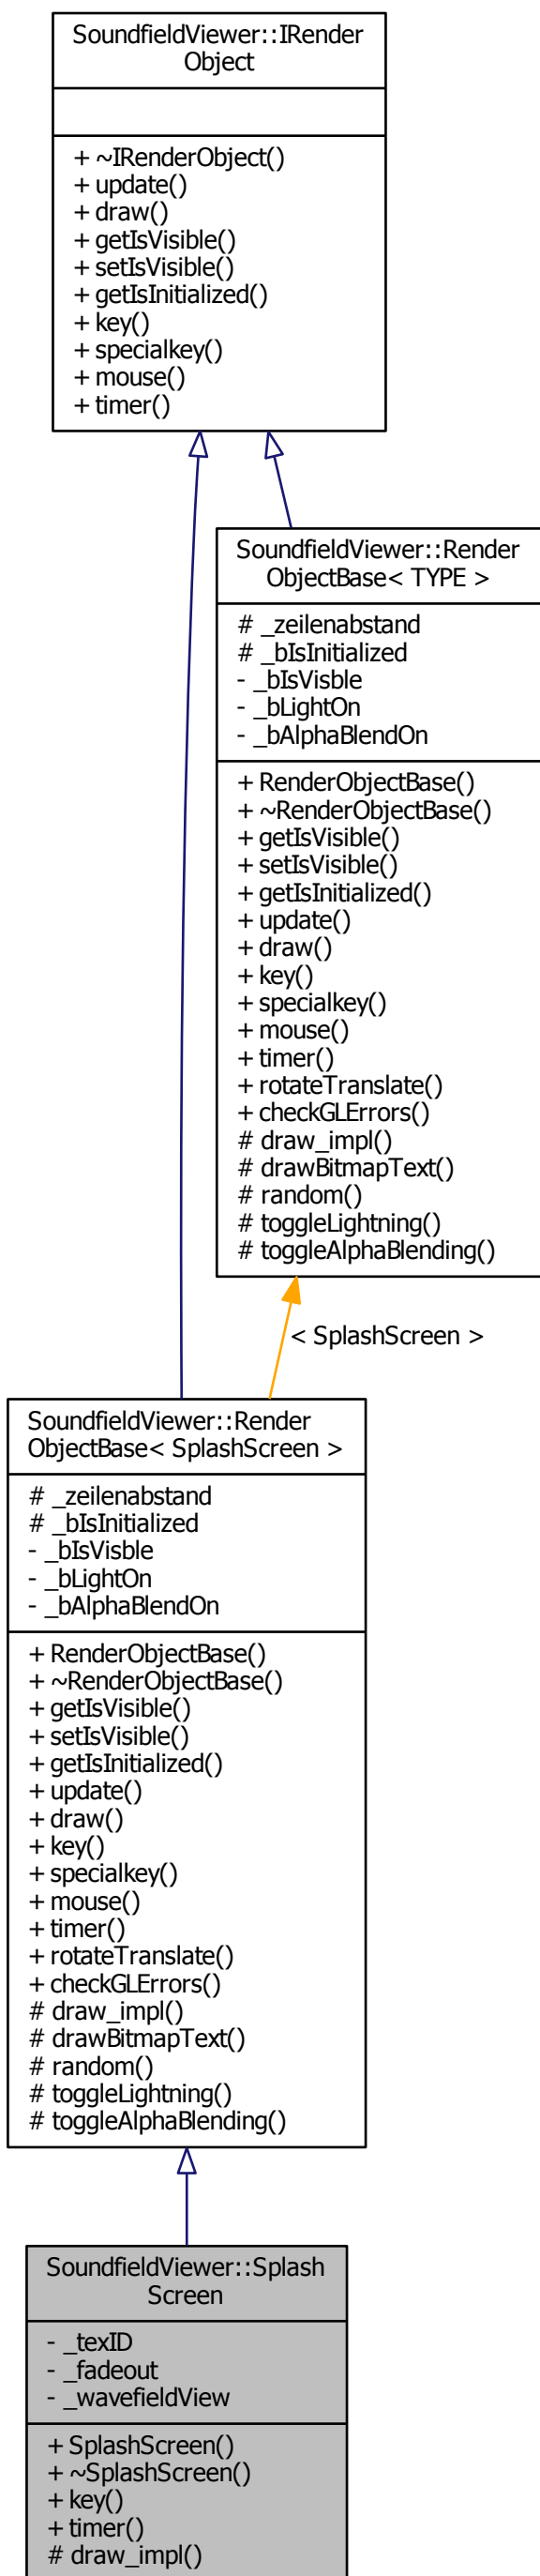 SoundfieldViewer::IRender
Object
+ ~IRenderObject()
+ update()
+ draw()
+ getIsVisible()
+ setIsVisible()
+ getIsInitialized()
+ key()
+ specialkey()
+ mouse()
+ timer()
SoundfieldViewer::Render
ObjectBase< TYPE >
# _zeilenabstand
# _bIsInitialized
- _bIsVisble
- _bLightOn
- _bAlphaBlendOn
+ RenderObjectBase()
+ ~RenderObjectBase()
+ getIsVisible()
+ setIsVisible()
+ getIsInitialized()
+ update()
+ draw()
+ key()
+ specialkey()
+ mouse()
+ timer()
+ rotateTranslate()
+ checkGLErrors()
# draw_impl()
# drawBitmapText()
# random()
# toggleLightning()
# toggleAlphaBlending()
< SplashScreen >
SoundfieldViewer::Render
ObjectBase< SplashScreen >
# _zeilenabstand
# _bIsInitialized
- _bIsVisble
- _bLightOn
- _bAlphaBlendOn
+ RenderObjectBase()
+ ~RenderObjectBase()
+ getIsVisible()
+ setIsVisible()
+ getIsInitialized()
+ update()
+ draw()
+ key()
+ specialkey()
+ mouse()
+ timer()
+ rotateTranslate()
+ checkGLErrors()
# draw_impl()
# drawBitmapText()
# random()
# toggleLightning()
# toggleAlphaBlending()
SoundfieldViewer::Splash
Screen
- _texID
- _fadeout
- _wavefieldView
+ SplashScreen()
+ ~SplashScreen()
+ key()
+ timer()
# draw_impl()